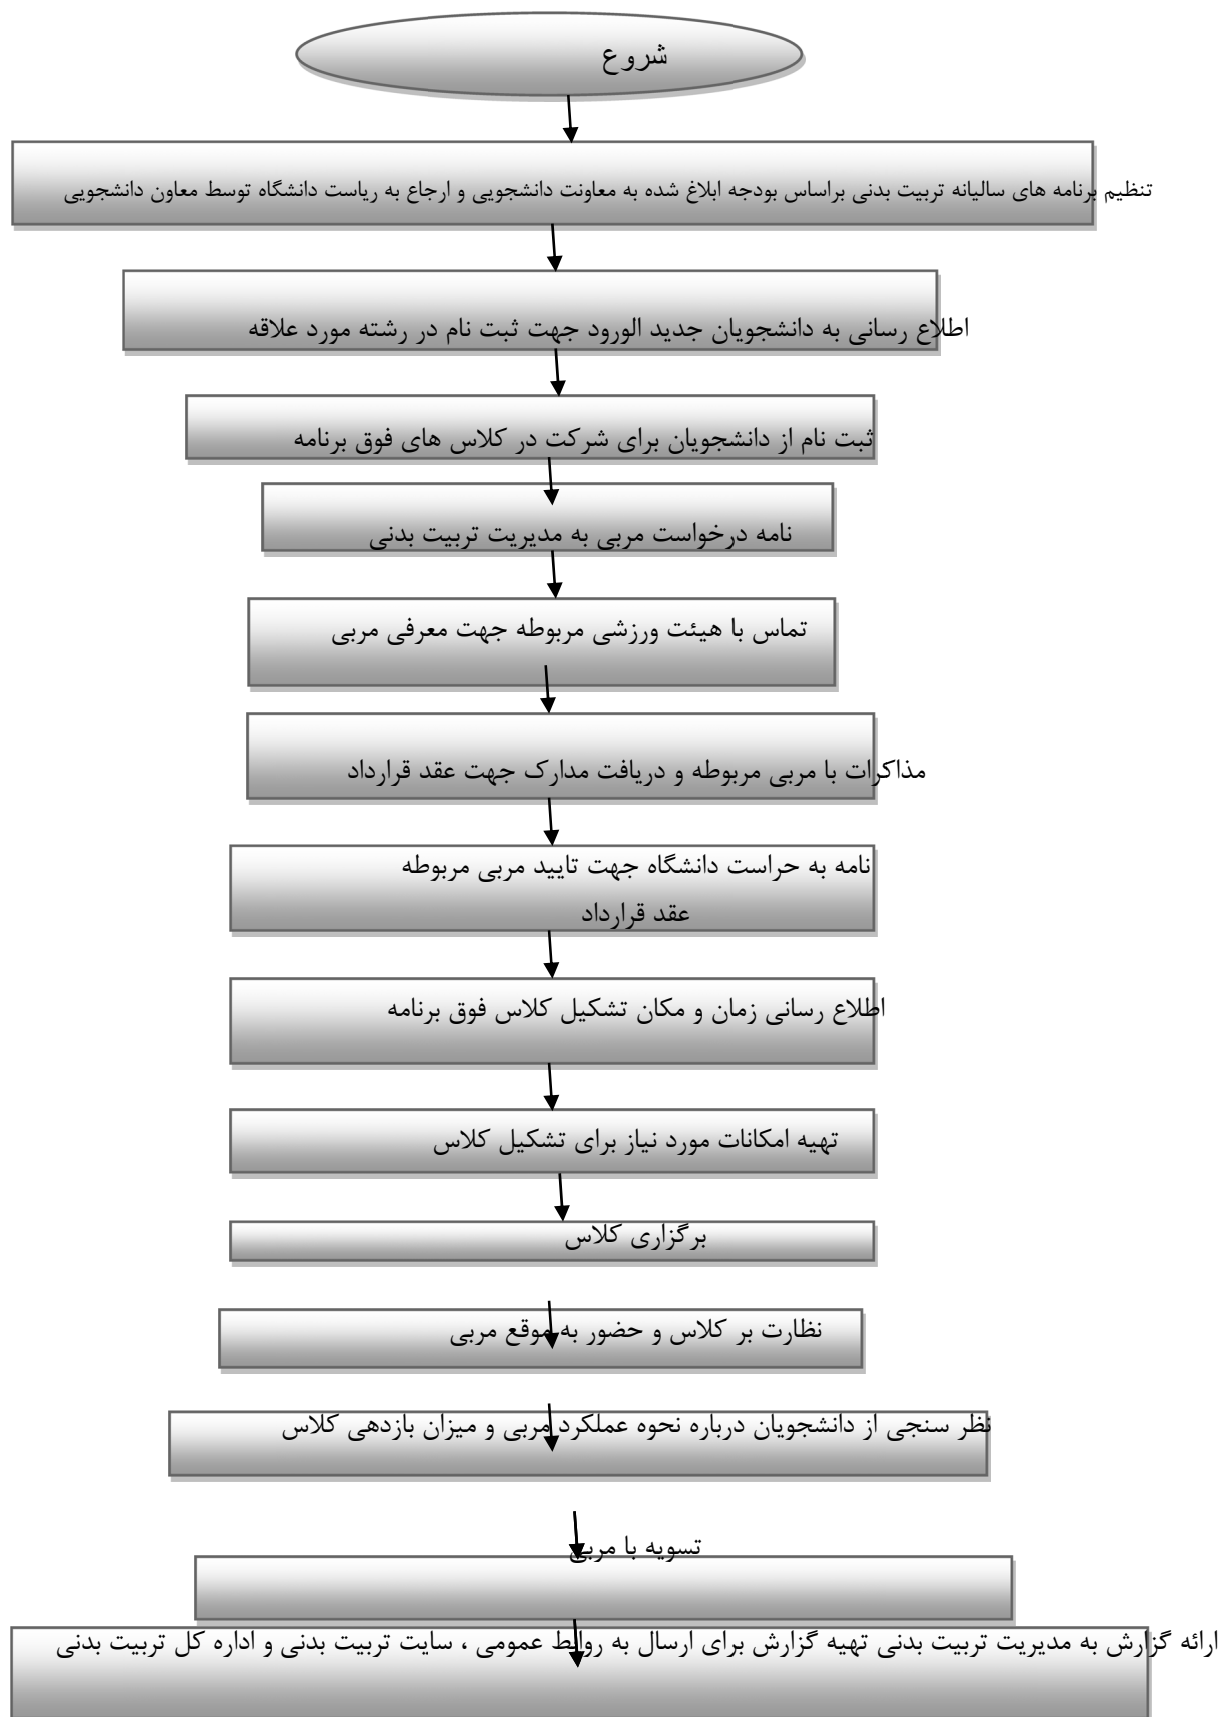 شروع
تنظیم برنامه های سالیانه تربیت بدنی براساس بودجه ابلاغ شده به معاونت دانشجویی و ارجاع به ریاست دانشگاه توسط معاون دانشجویی
اطلاع رسانی به دانشجویان جدید الورود جهت ثبت نام در رشته مورد علاقه
ثبت نام از دانشجویان برای شرکت در کلاس های فوق برنامه
نامه درخواست مربی به مدیریت تربیت بدنی
تماس با هیئت ورزشی مربوطه جهت معرفی مربی
مذاکرات با مربی مربوطه و دریافت مدارک جهت عقد قرارداد
نامه به حراست دانشگاه جهت تایید مربی مربوطه
عقد قرارداد
اطلاع رسانی زمان و مکان تشکیل کلاس فوق برنامه
تهیه امکانات مورد نیاز برای تشکیل کلاس
برگزاری کلاس
نظارت بر کلاس و حضور به موقع مربی
نظر سنجی از دانشجویان درباره نحوه عملکرد مربی و میزان بازدهی کلاس
تسویه با مربی
ارائه گزارش به مدیریت تربیت بدنی تهیه گزارش برای ارسال به روابط عمومی ، سایت تربیت بدنی و اداره کل تربیت بدنی